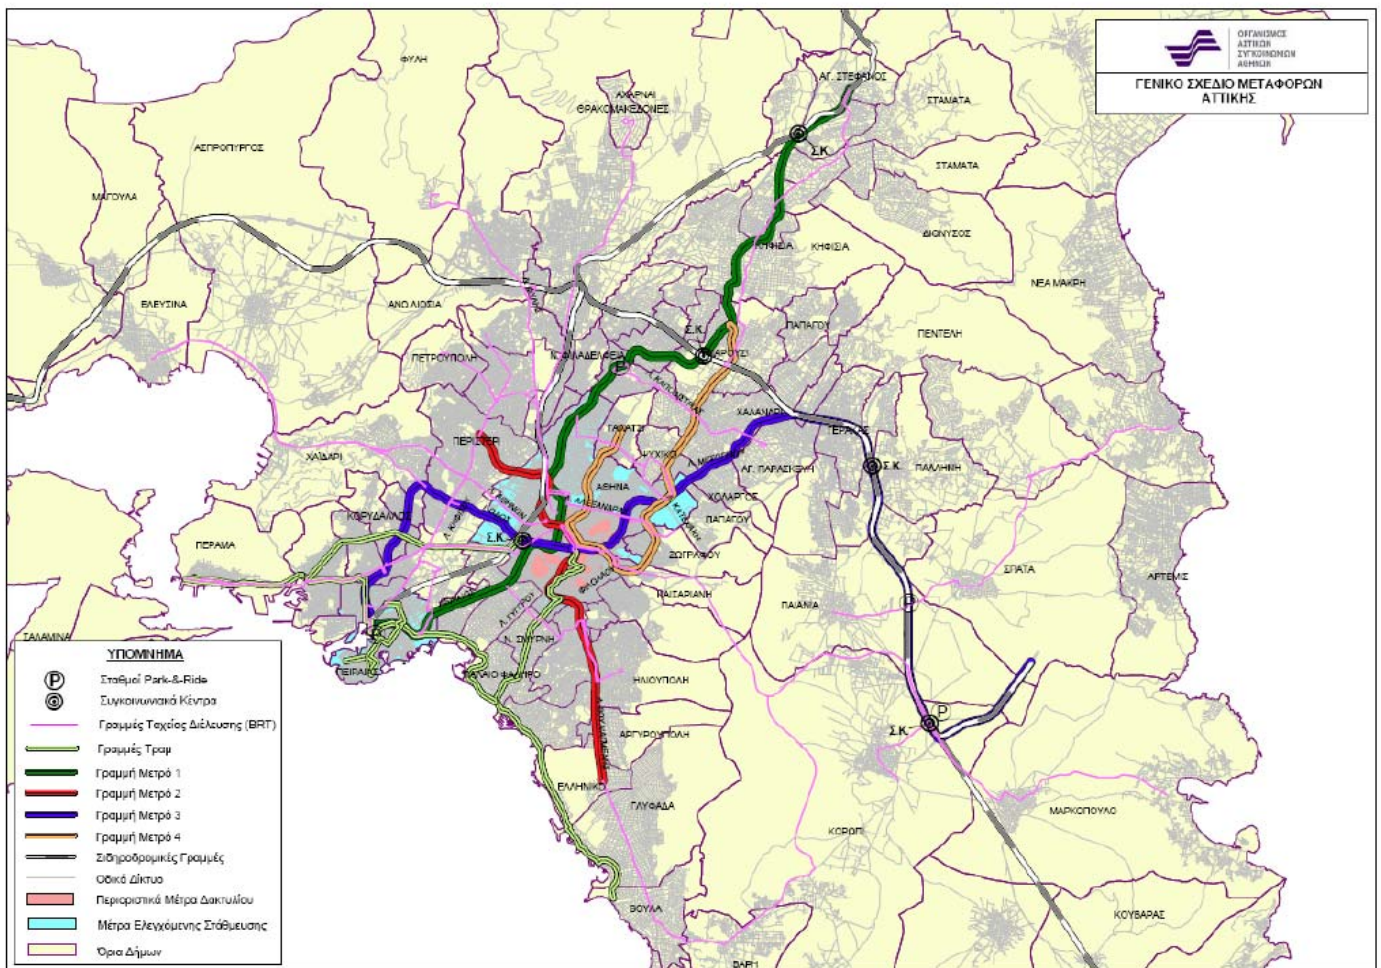 ΟΡΓΑΝΙΣΜΟΣ
ΑΣΤΙΚΩΝ
ΣΥΓΚΟΙΝΩΝΙΩΝ
ΑΘΗΝΩΝ
ΓΕΝΙΚΟ ΣΧΕΔΙΟ ΜΕΤΑΦΟΡΩΝ
ΑΤΤΙΚΗΣ
ΦΥΛΗ
ΑΓ. ΣΤΕΦΑΝΟΣ
ΑΧΑΡΝΑΙ
ΘΡΑΚΟΜΑΚΕΔΟΝΕΣ
ΣΤΑΜΑΤΑ
Σ.Κ.
ΑΣΠΡΟΠΥΡΓΟΣ
ΣΤΑΜΑΤΑ
ΜΑΓΟΥΛΑ
ΔΙΟΝΥΣΟΣ
ΚΗΦΙΣΙΑ
ΚΗΦΙΣΙΑ
ΝΕΑ ΜΑΚΡΗ
ΕΛΕΥΣΙΝΑ
ΑΝΩ ΛΙΟΣΙΑ
Σ.Κ.
ΠΑΠΑΓΟΥ
ΠΕΝΤΕΛΗ
ΠΕΤΡΟΥΠΟΛΗ
Ν. ΦΙΛΑΔΕΛΦΕΙΑ
ΑΡΟΥΣΙ
P
ΧΑΛΑΝΔΡΙ
ΓΑΛΑΤΣΙ
ΓΕΡΑΚΑΣ
ΠΕΡΙΣΤΕΡΙ
ΨΥΧΙΚΟ
ΧΑΪΔΑΡΙ
ΑΓ. ΠΑΡΑΣΚΕΥΗ
Σ.Κ.
ΠΑΛΛΗΝΗ
ΑΘΗΝΑ
ΧΟΛΑΡΓΟΣ
ΚΟΡΥΔΑΛΛΟΣ
ΠΑΠΑΓΟΥ
Σ.Κ.
ΠΕΡΑΜΑ
ΖΩΓΡΑΦΟΥ
ΣΠΑΤΑ
ΑΡΤΕΜΙΣ
ΚΑΙΣΑΡΙΑΝΗ
ΠΑΙΑΝΙΑ
P
ΣΑΛΑΜΙΝΑ
P
Ν. ΣΜΥΡΝΗ
ΠΕΙΡΑΙΑΣ
ΠΑΛΑΙΟ ΦΑΛΗΡΟ
ΗΛΙΟΥΠΟΛΗ
P
Σ.Κ.
ΑΡΓΥΡΟΥΠΟΛΗ
ΕΛΛΗΝΙΚΟ
ΓΛΥΦΑΔΑ
ΜΑΡΚΟΠΟΥΛΟ
ΚΟΡΩΠΙ
ΒΟΥΛΑ
ΚΟΥΒΑΡΑΣ
ΒΑΡΗ
ΥΠΟΜΝΗΜΑ
P Σταθμοί Park-&-Ride
Συγκοινωνιακά Κέντρα
Γραμμές Ταχείας Διέλευσης (BRT)
Γραμμές Τραμ
Γραμμή Μετρό 1
Γραμμή Μετρό 2
Γραμμή Μετρό 3
Γραμμή Μετρό 4
Σιδηροδρομικές Γραμμές
Οδικό Δίκτυο
Περιοριστικά Μέτρα Δακτυλίου
Μέτρα Ελεγχόμενης Στάθμευσης
Όρια Δήμων